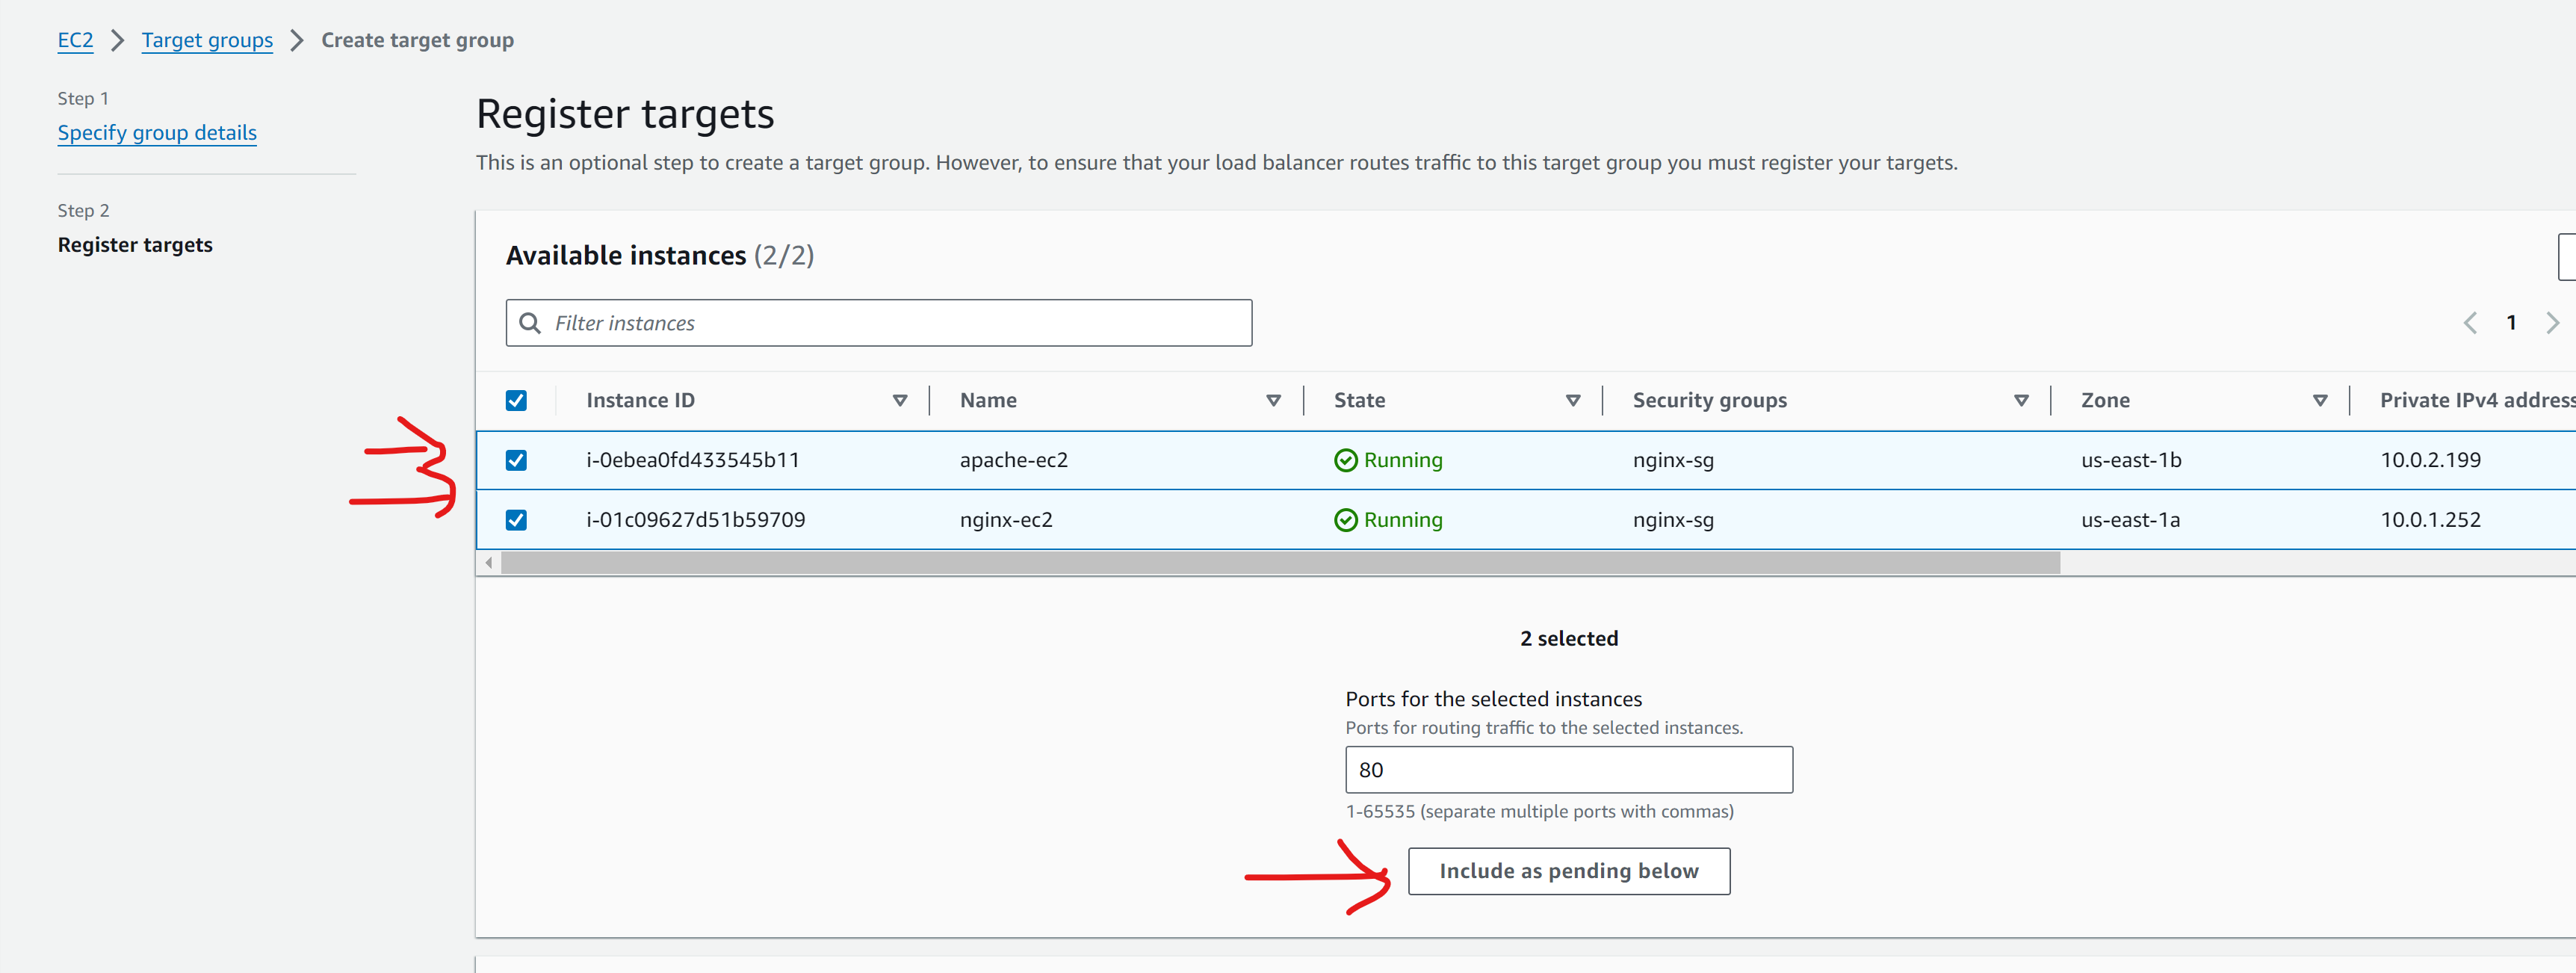 EC2 > Target groups > Create target group
Step 1
Specify group details
Step 2
Register targets
Register targets
This is an optional step to create a target group. However, to ensure that your load balancer routes traffic to this target group you must register your targets.
Available instances (2/2)
Filter instances
1
Instance ID Name State Security groups Zone Private IPv4 address
i-0ebea0fd433545b11 apache-ec2 Running nginx-sg us-east-1b 10.0.2.199
i-01c09627d51b59709 nginx-ec2 Running nginx-sg us-east-1a 10.0.1.252
2 selected
Ports for the selected instances
Ports for routing traffic to the selected instances.
80
1-65535 (separate multiple ports with commas)
Include as pending below